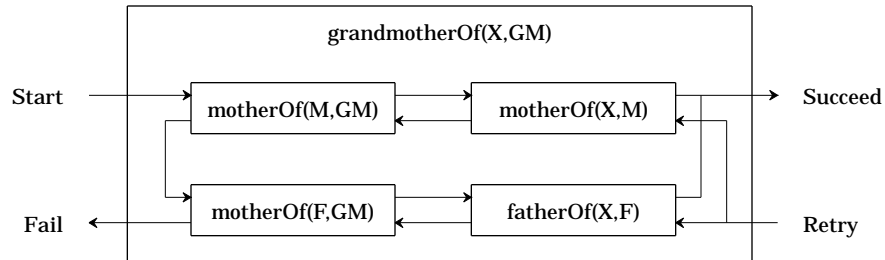 grandmotherOf(X,GM)
Start
motherOf(M,GM)
motherOf(X,M)
Succeed
Fail
motherOf(F,GM)
fatherOf(X,F)
Retry